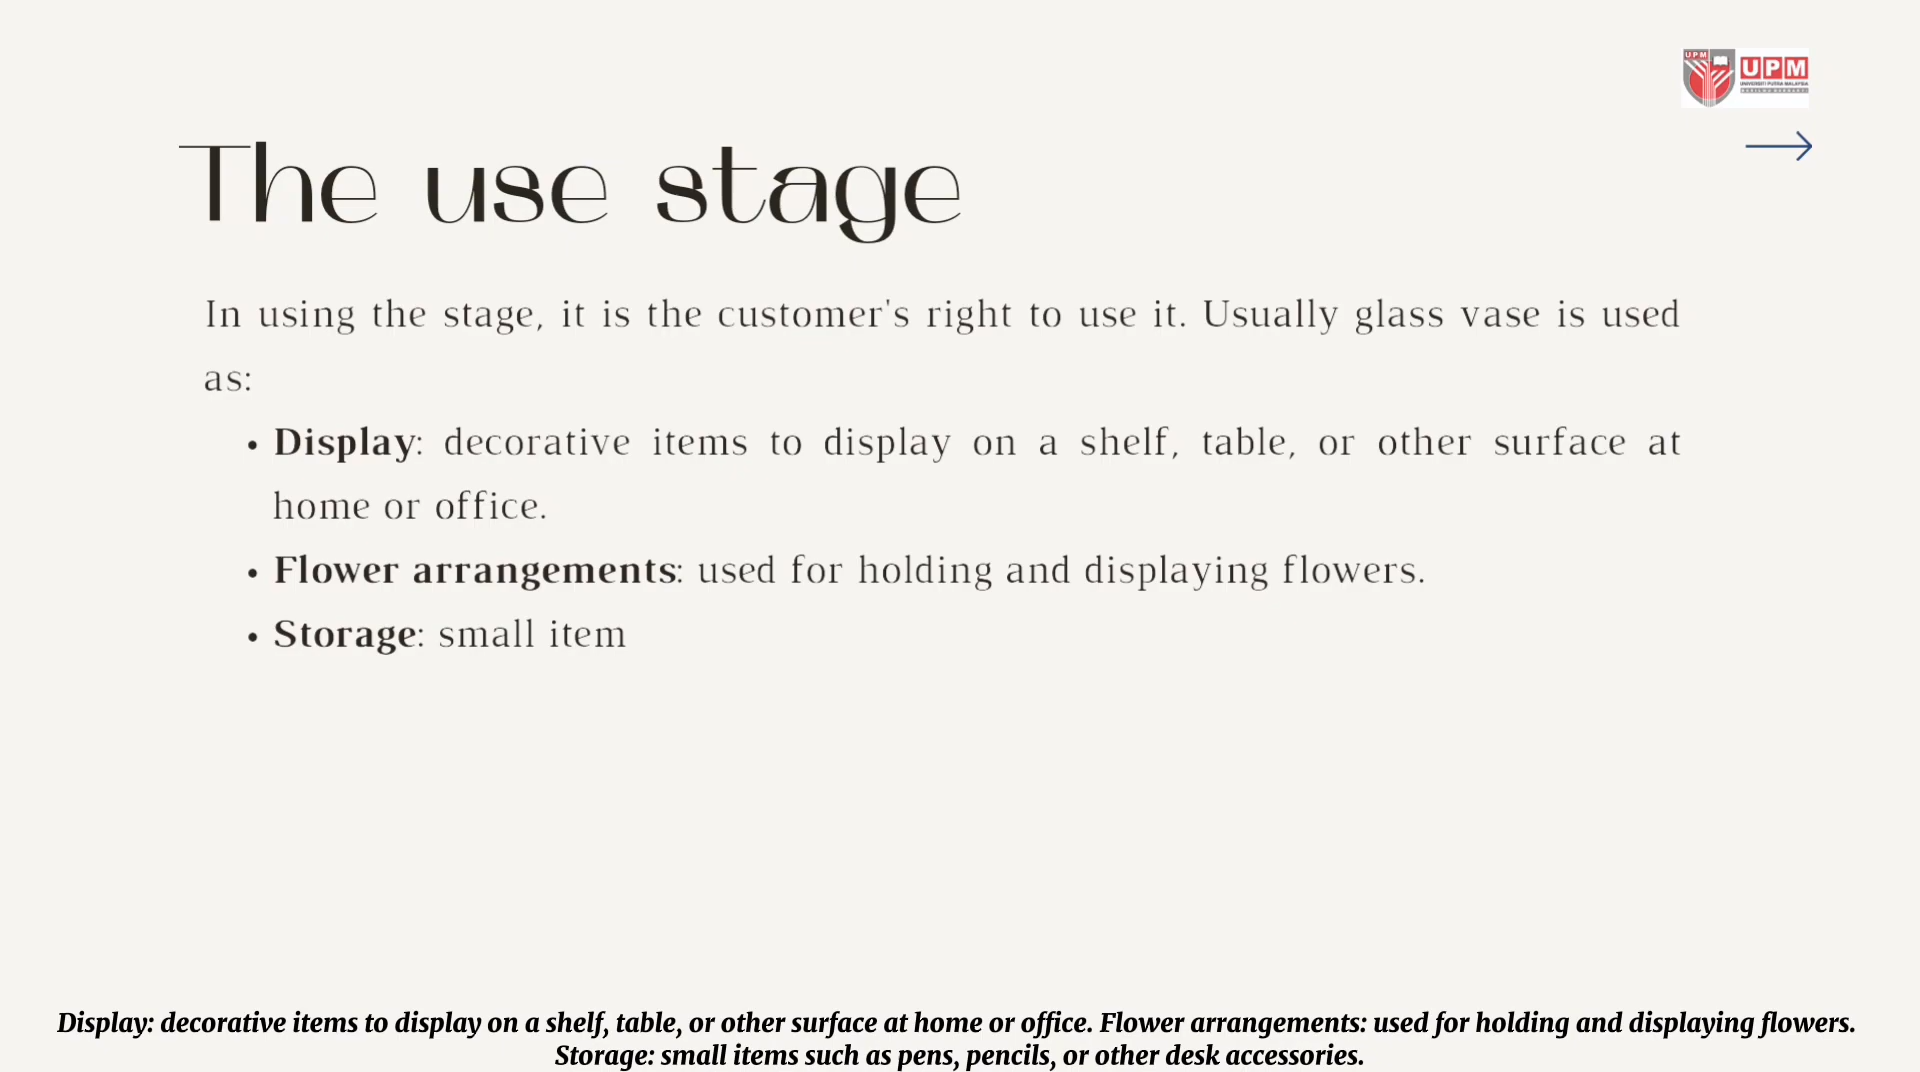 UPM
UPM
UNIVERSITI PUTRA MALAYSIA
The use stage
In using the stage, it is the customer's right to use it. Usually glass vase is used
as:
• Display: decorative items to display on a shelf, table, or other surface at
home or office.
• Flower arrangements: used for holding and displaying flowers.
• Storage: small item
Display: decorative items to display on a shelf, table, or other surface at home or office. Flower arrangements: used for holding and displaying flowers.
Storage: small items such as pens, pencils, or other desk accessories.